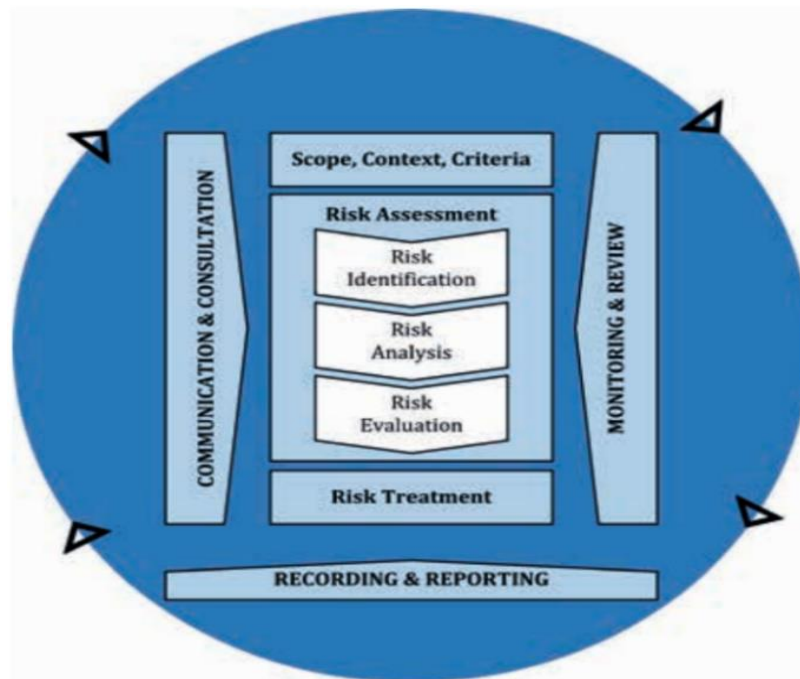 Scope, Context, Criteria
COMMUNICATION & CONSULTATION
Risk Assessment
Risk
Identification
Risk
Analysis
Risk
Evaluation
MONITORING & REVIEW
Risk Treatment
RECORDING & REPORTING